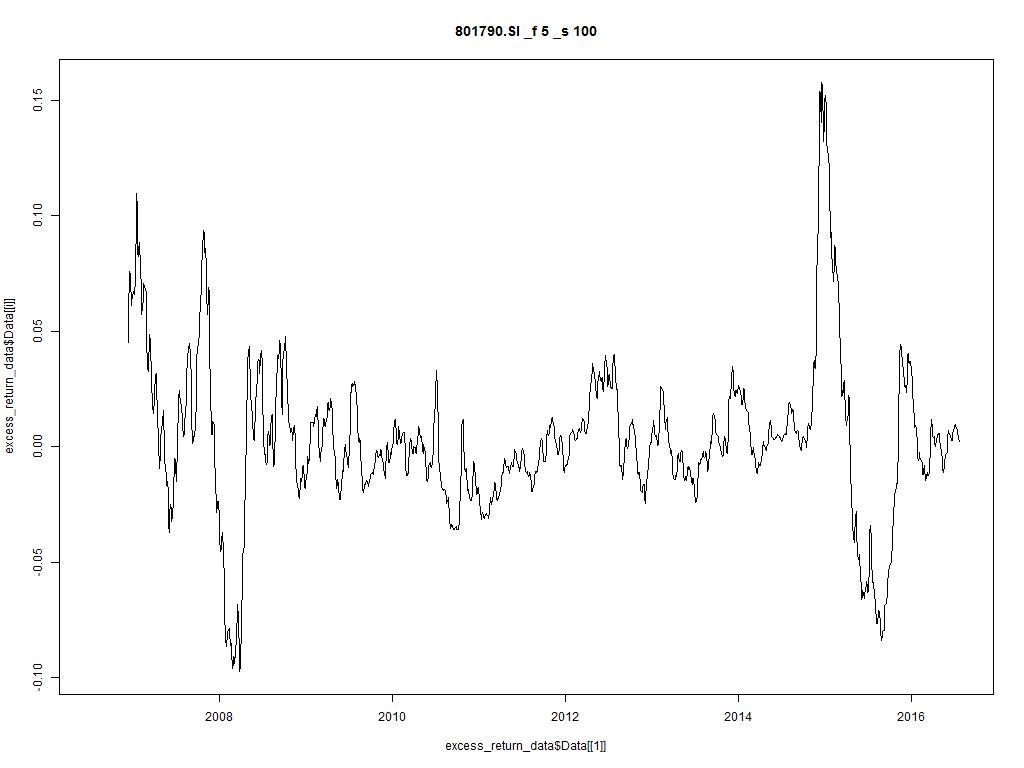 801790.SI _f 5 _s 100
excess_return_data$Data[[i]]
0.15
0.10
0.05
0.00
-0.05
-0.10
2008 2010 2012 2014 2016
excess_return_data$Data[[1]]